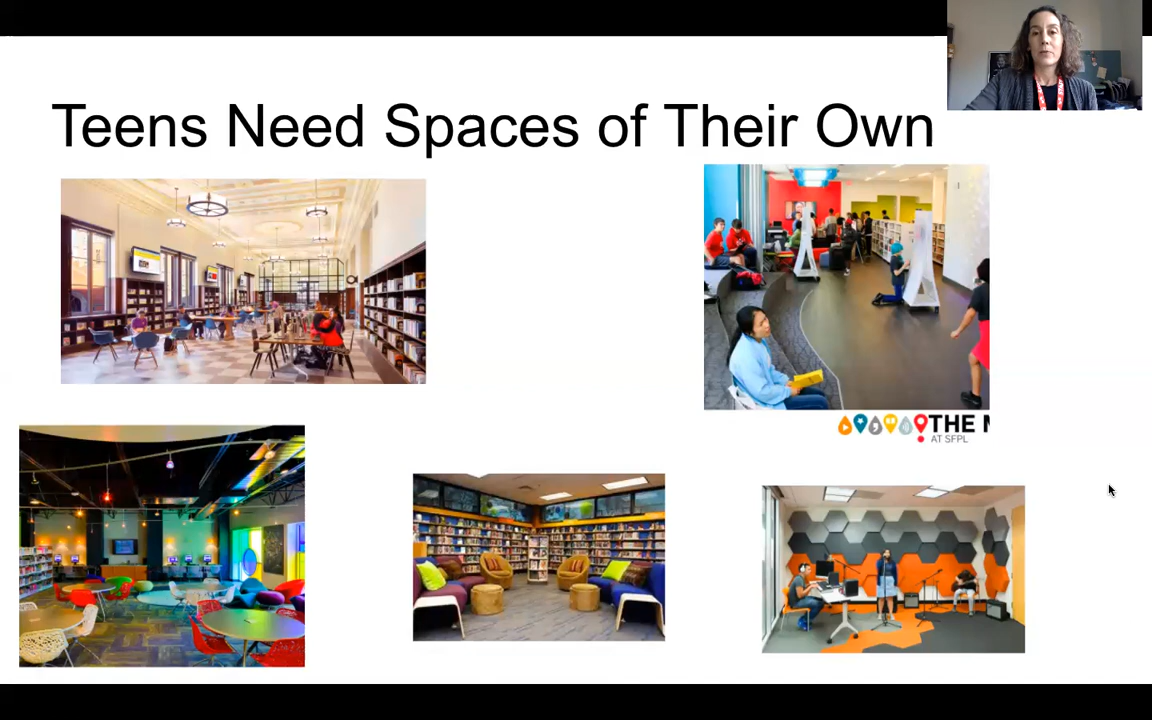 Teens Need Spaces of Their Own
THE
AT SFPL